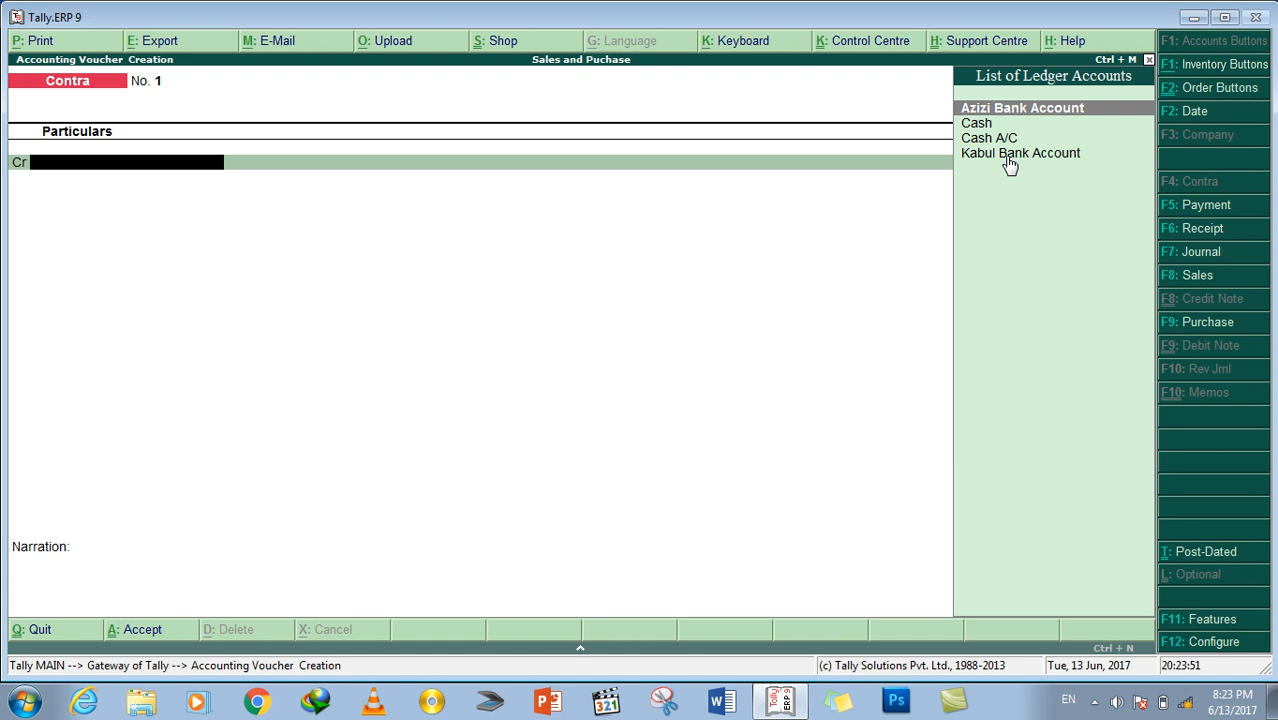 Tally.ERP 9
P: Print E: Export M: E-Mail O: Upload S: Shop G: Language K: Keyboard K: Control Centre H: Support Centre H: Help
Accounting Voucher Creation Sales and Puchase Ctrl + M
Contra No. 1
Particulars
Cr
Narration:
List of Ledger Accounts
Azizi Bank Account
Cash
Cash A/C
Kabul Bank Account
F1: Accounts Buttons
F1: Inventory Buttons
F2: Order Buttons
F2: Date
F3: Company
F4: Contra
F5: Payment
F6: Receipt
F7: Journal
F8: Sales
F8: Credit Note
F9: Purchase
F9: Debit Note
F10: Rev Jrnl
F10: Memos
T: Post-Dated
L: Optional
F11: Features
F12: Configure
Q: Quit A: Accept D: Delete X: Cancel
Ctrl + N
Tally MAIN --> Gateway of Tally --> Accounting Voucher Creation (c) Tally Solutions Pvt. Ltd., 1988-2013 Tue, 13 Jun, 2017 20:23:51
321
ERP 9
Ps
EN
8:23 PM
6/13/2017